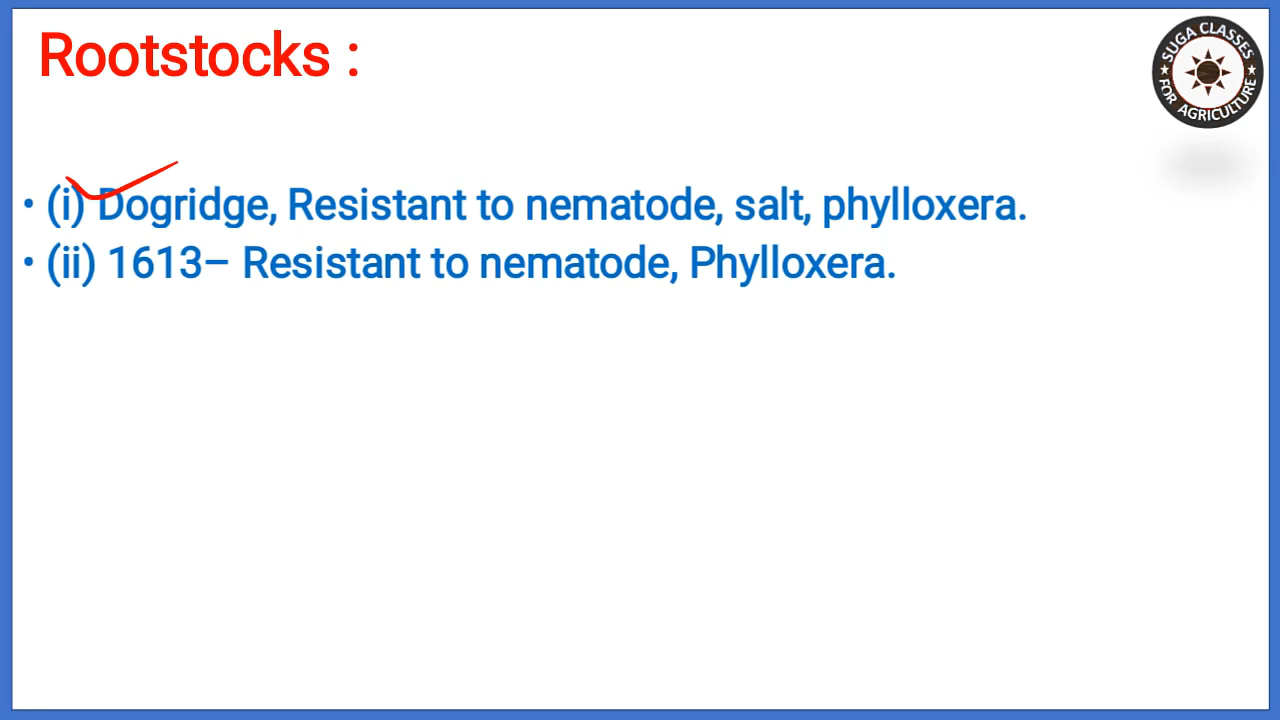 Rootstocks :
SUGA CLASSES
FOR AGRICULTURE
• (i) Dogridge, Resistant to nematode, salt, phylloxera.
• (ii) 1613– Resistant to nematode, Phylloxera.